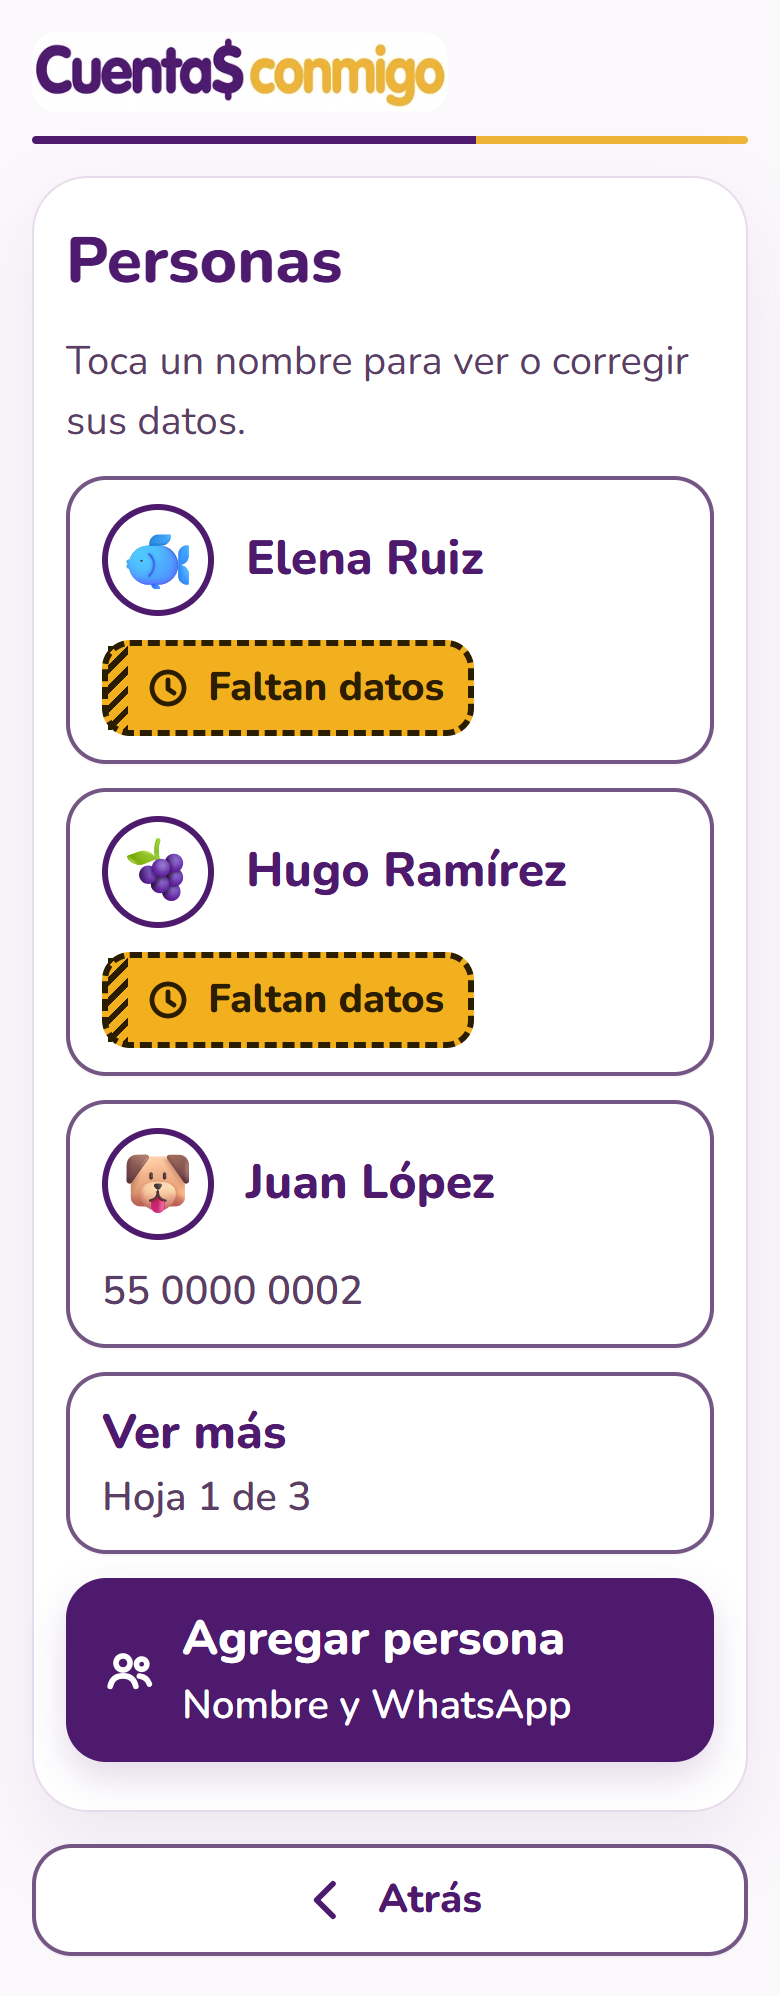 Cuenta$ conmigo
Personas
Toca un nombre para ver o corregir
sus datos.
Elena Ruiz
Faltan datos
Hugo Ramírez
Faltan datos
Juan López
55 0000 0002
Ver más
Hoja 1 de 3
Agregar persona
Nombre y WhatsApp
Atrás